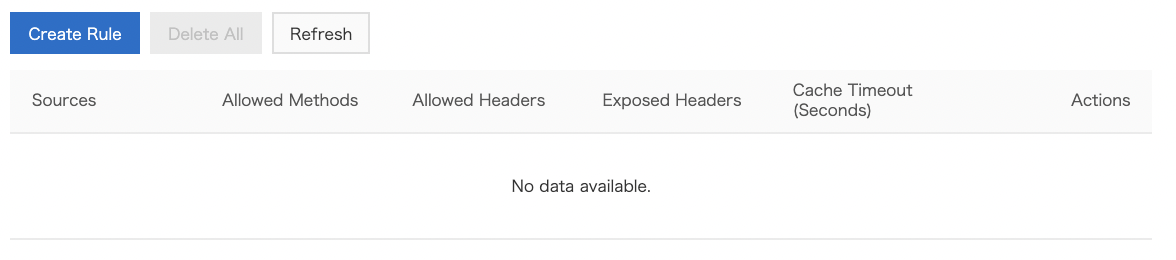 Create Rule
Delete All
Refresh
Sources
Allowed Methods
Allowed Headers
Exposed Headers
Cache Timeout
(Seconds)
Actions
No data available.